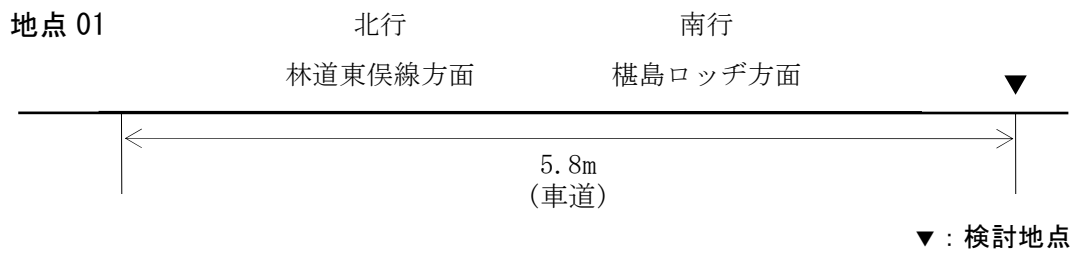 地点 01 北行 南行
林道東俣線方面 椹島ロッヂ方面
▼
5.8m
(車道)
▼：検討地点